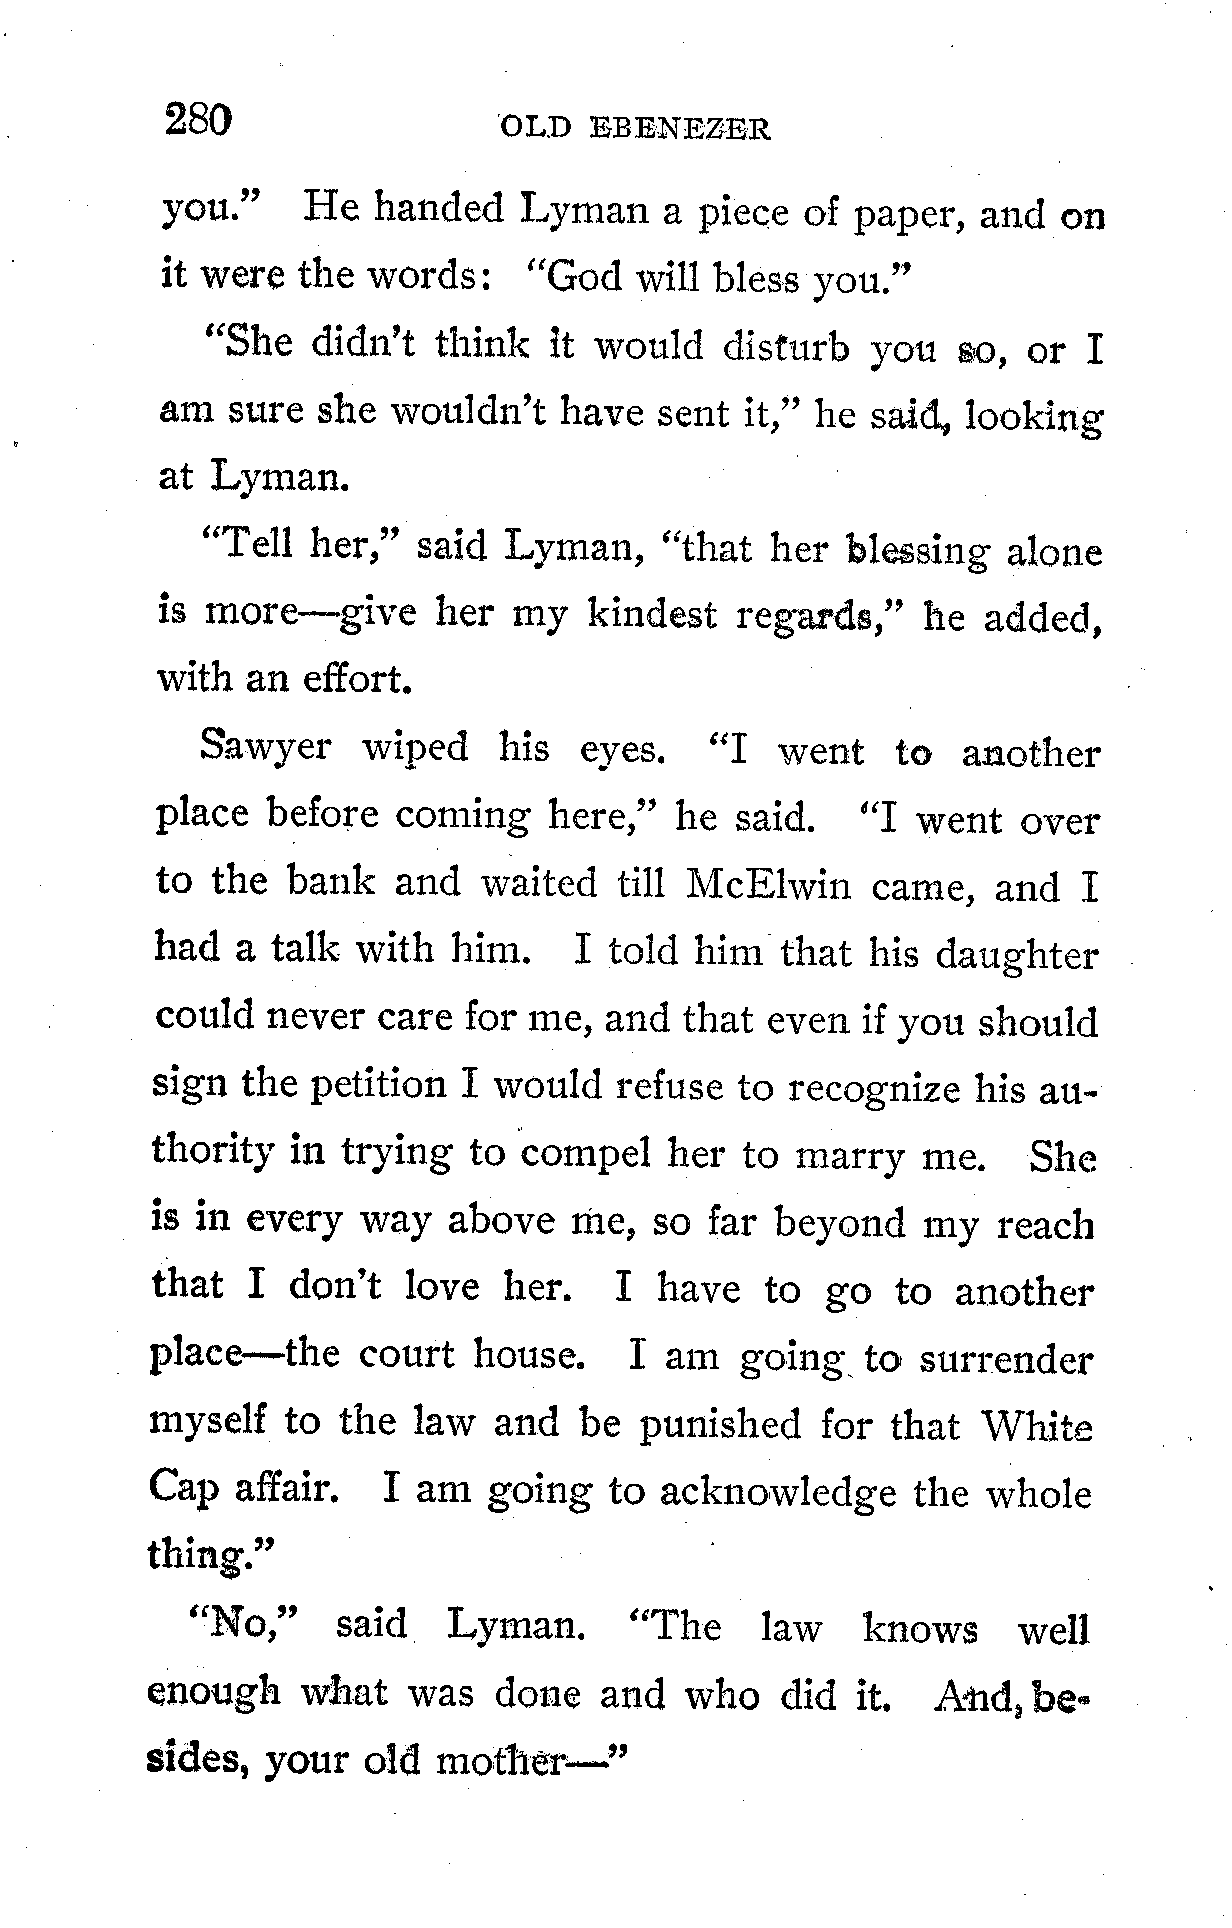 280 OLD EBENEZER
you." He handed Lyman a piece of paper, and on
it were the words: "God will bless you."
"She didn't think it would disturb you so, or I
am sure she wouldn't have sent it," he said, looking
at Lyman.
"Tell her," said Lyman, "that her blessing alone
is more—give her my kindest regards," he added,
with an effort.
Sawyer wiped his eyes. "I went to another
place before coming here," he said. "I went over
to the bank and waited till McElwin came, and I
had a talk with him. I told him that his daughter
could never care for me, and that even if you should
sign the petition I would refuse to recognize his au-
thority in trying to compel her to marry me. She
is in every way above me, so far beyond my reach
that I don't love her. I have to go to another
place—the court house. I am going to surrender
myself to the law and be punished for that White
Cap affair. I am going to acknowledge the whole
thing."
"No," said Lyman. "The law knows well
enough what was done and who did it. And, be-
sides, your old mother—"